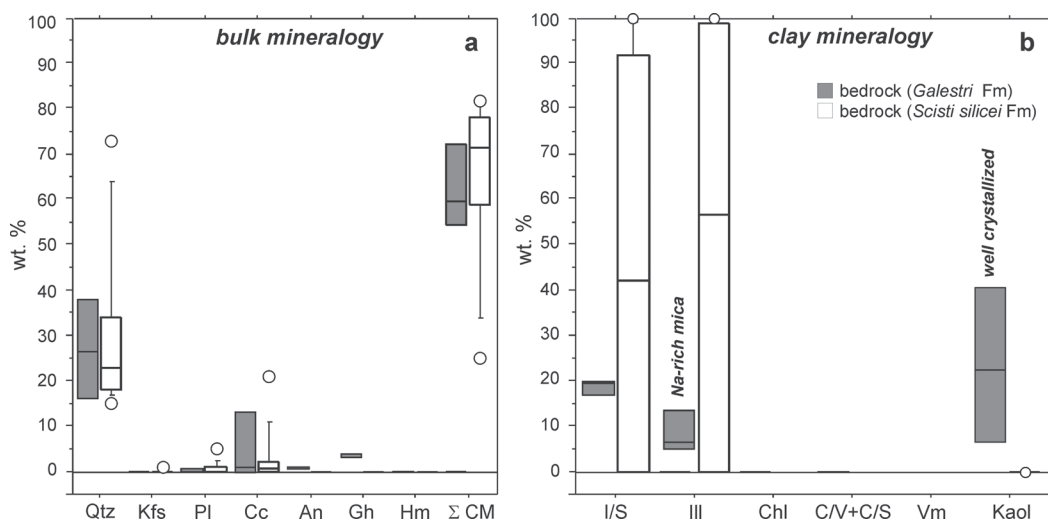 bulk mineralogy
a
100
90
80
70
60
50
40
30
20
10
0
wt. %
Qtz Kfs Pl Cc An Gh Hm Σ CM
clay mineralogy
b
bedrock (Galestri Fm)
bedrock (Scisti silicei Fm)
100
90
80
70
60
50
40
30
20
10
0
wt. %
Na-rich mica
well crystallized
I/S Ill Chl C/V+C/S Vm Kaol